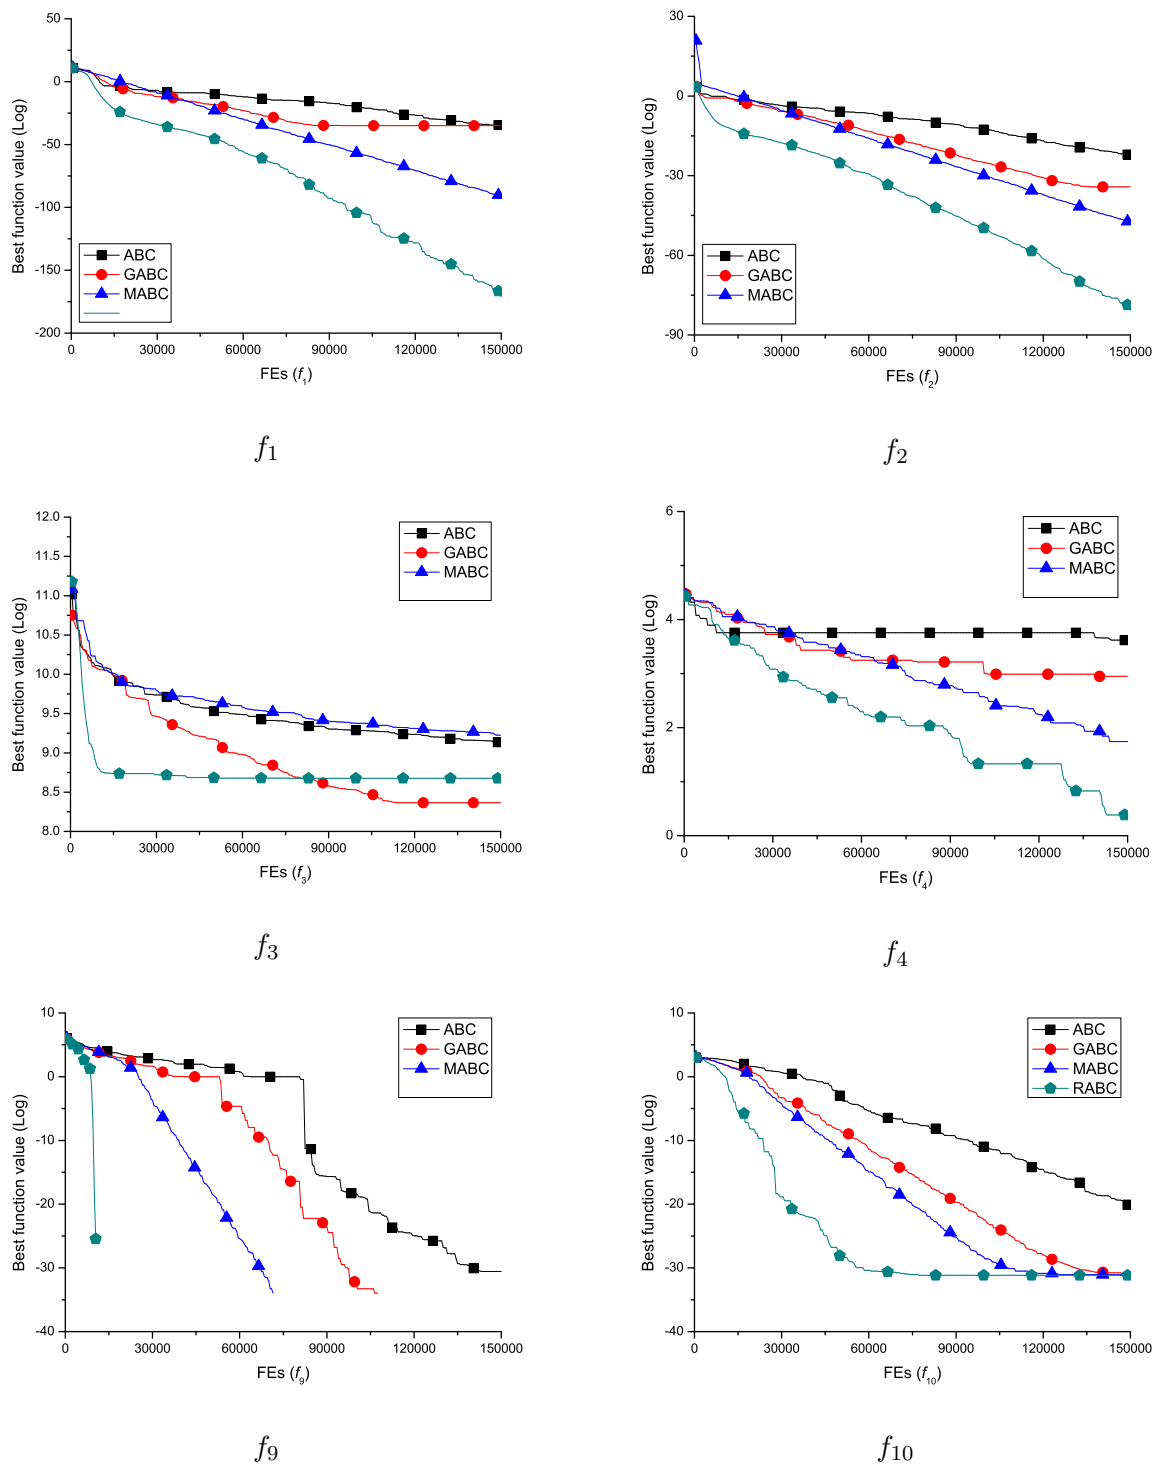 50
0
-50
-100
-150
-200
Best function value (Log)
ABC
GABC
MABC
0 30000 60000 90000 120000 150000
FEs (f1)
f1
30
0
-30
-60
-90
Best function value (Log)
ABC
GABC
MABC
0 30000 60000 90000 120000 150000
FEs (f2)
f2
12.0
11.5
11.0
10.5
10.0
9.5
9.0
8.5
8.0
Best function value (Log)
ABC
GABC
MABC
0 30000 60000 90000 120000 150000
FEs (f3)
f3
6
4
2
0
Best function value (Log)
ABC
GABC
MABC
0 30000 60000 90000 120000 150000
FEs (f4)
f4
10
0
-10
-20
-30
-40
Best function value (Log)
ABC
GABC
MABC
0 30000 60000 90000 120000 150000
FEs (f9)
f9
10
0
-10
-20
-30
-40
Best function value (Log)
ABC
GABC
MABC
RABC
0 30000 60000 90000 120000 150000
FEs (f10)
f10